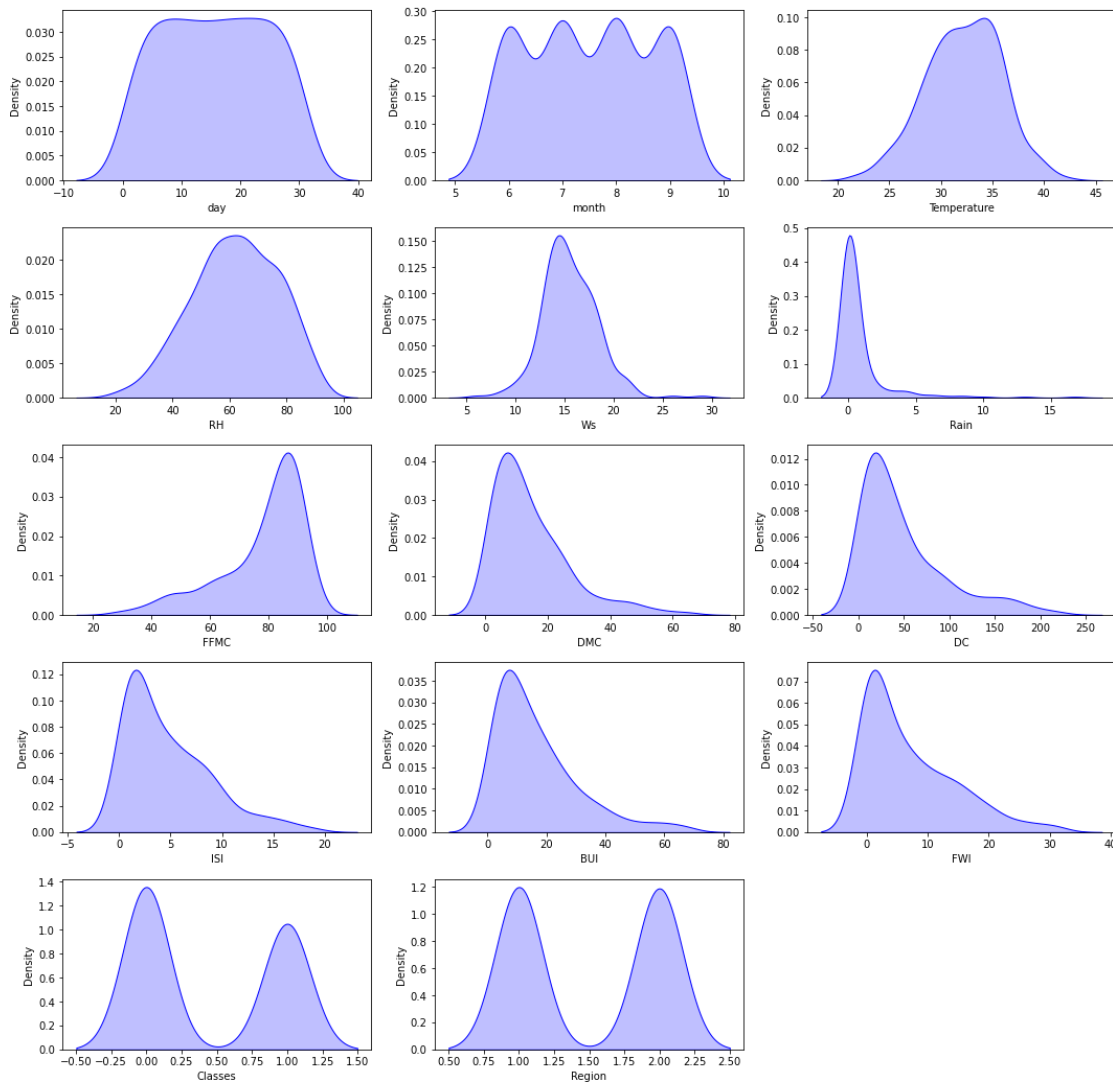 0.030
0.025
0.020
0.015
0.010
0.005
0.000
Density
−10 0 10 20 30 40
day
0.30
0.25
0.20
0.15
0.10
0.05
0.00
Density
5 6 7 8 9 10
month
0.10
0.08
0.06
0.04
0.02
0.00
Density
20 25 30 35 40 45
Temperature
0.020
0.015
0.010
0.005
0.000
Density
20 40 60 80 100
RH
0.150
0.125
0.100
0.075
0.050
0.025
0.000
Density
5 10 15 20 25 30
Ws
0.5
0.4
0.3
0.2
0.1
0.0
Density
0 5 10 15
Rain
0.04
0.03
0.02
0.01
0.00
Density
20 40 60 80 100
FFMC
0.04
0.03
0.02
0.01
0.00
Density
0 20 40 60 80
DMC
0.012
0.010
0.008
0.006
0.004
0.002
0.000
Density
−50 0 50 100 150 200 250
DC
0.12
0.10
0.08
0.06
0.04
0.02
0.00
Density
−5 0 5 10 15 20
ISI
0.035
0.030
0.025
0.020
0.015
0.010
0.005
0.000
Density
0 20 40 60 80
BUI
0.07
0.06
0.05
0.04
0.03
0.02
0.01
0.00
Density
0 10 20 30 40
FWI
1.4
1.2
1.0
0.8
0.6
0.4
0.2
0.0
Density
−0.50 −0.25 0.00 0.25 0.50 0.75 1.00 1.25 1.50
Classes
1.2
1.0
0.8
0.6
0.4
0.2
0.0
Density
0.50 0.75 1.00 1.25 1.50 1.75 2.00 2.25 2.50
Region